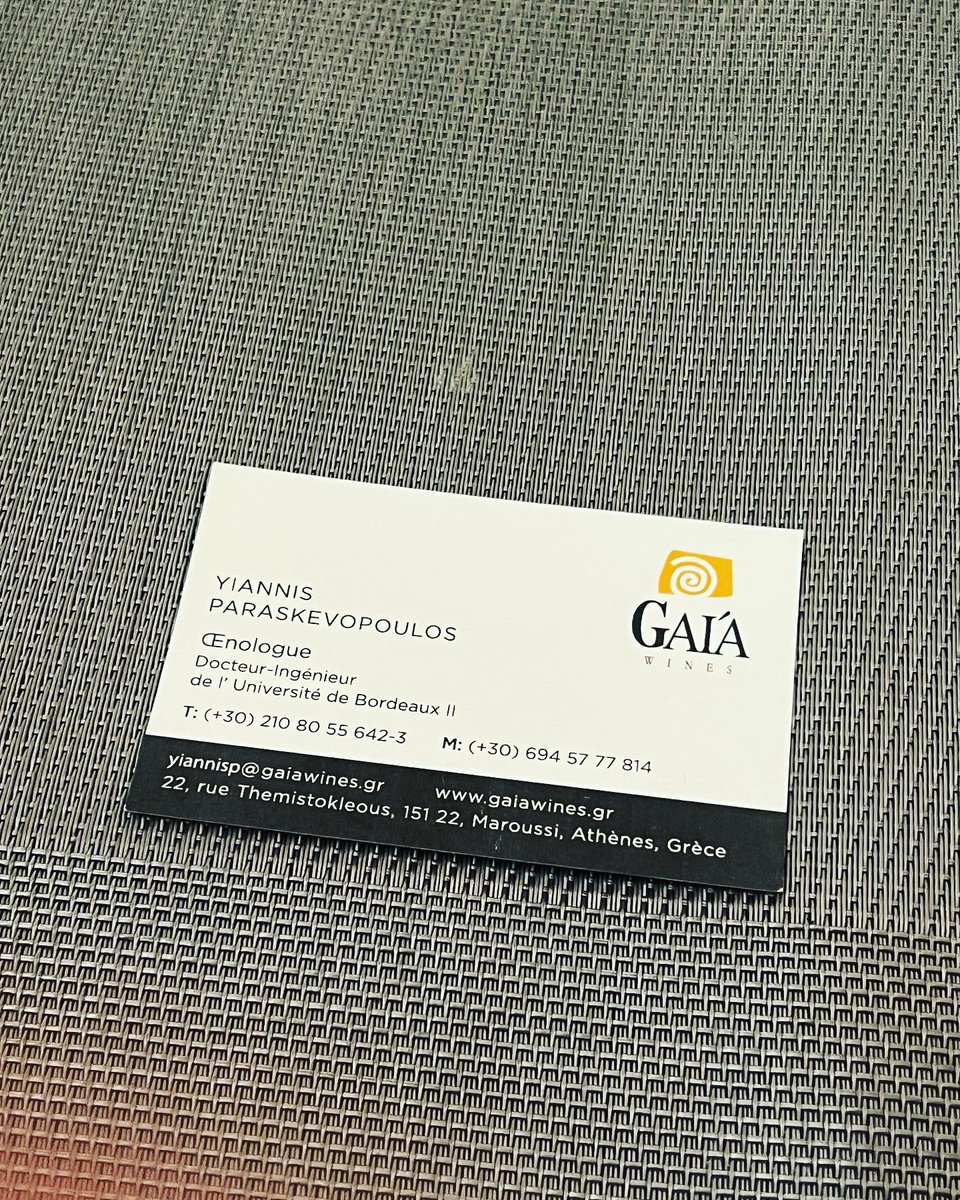 YIANNIS
PARASKEVOPOULOS
Œnologue
Docteur-Ingénieur
de l' Université de Bordeaux II
T: (+30) 210 80 55 642-3 M: (+30) 694 57 77 814
yiannisp@gaiawines.gr www.gaiawines.gr
22, rue Themistokleous, 151 22, Maroussi, Athènes, Grèce
GAI'A
WINES